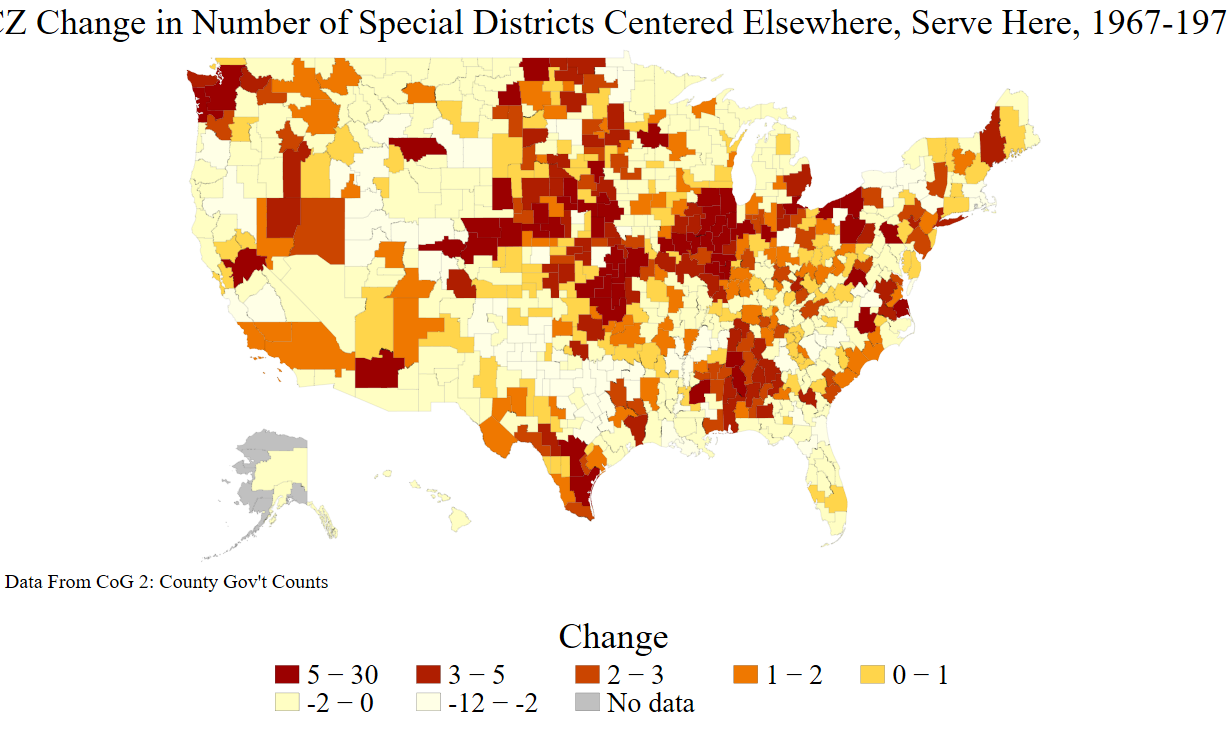 CZ Change in Number of Special Districts Centered Elsewhere, Serve Here, 1967-197
Data From CoG 2: County Gov't Counts
Change
5 − 30 3 − 5 2 − 3 1 − 2 0 − 1
-2 − 0 -12 − -2 No data